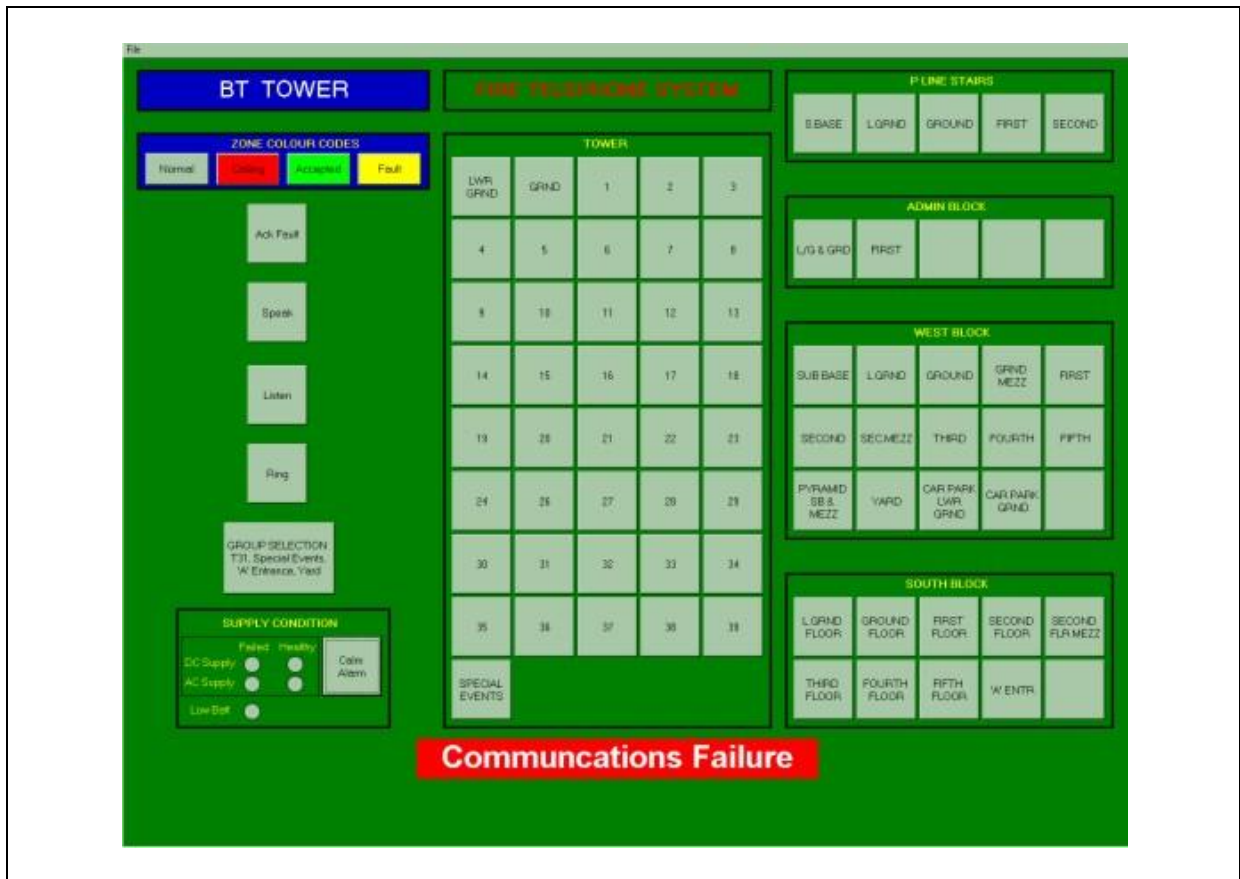 File
BT TOWER
ZONE COLOUR CODES
Normal
Calling
Accepted
Fault
Ack Fault
Speak
Listen
Ring
GROUP SELECTION
T31, Special Events,
W Entrance, Yard
SUPPLY CONDITION
Failed Healthy
DC Supply
AC Supply
Low Batt
Calm
Alarm
FIRE TELEPHONE SYSTEM
TOWER
LWR
GRND
GRND
1
2
3
4
5
6
7
8
9
10
11
12
13
14
15
16
17
18
19
20
21
22
23
24
26
27
28
29
30
31
32
33
34
35
36
37
38
39
SPECIAL
EVENTS
P LINE STAIRS
S.BASE
L.GRND
GROUND
FIRST
SECOND
ADMIN BLOCK
L/G & GRD
FIRST
WEST BLOCK
SUB BASE
L.GRND
GROUND
GRND
MEZZ
FIRST
SECOND
SEC.MEZZ
THIRD
FOURTH
FIFTH
PYRAMID
SB &
MEZZ
YARD
CAR PARK
LWR
GRND
CAR PARK
GRND
SOUTH BLOCK
L.GRND
FLOOR
GROUND
FLOOR
FIRST
FLOOR
SECOND
FLOOR
SECOND
FLR MEZZ
THIRD
FLOOR
FOURTH
FLOOR
FIFTH
FLOOR
W ENTR
Communcations Failure